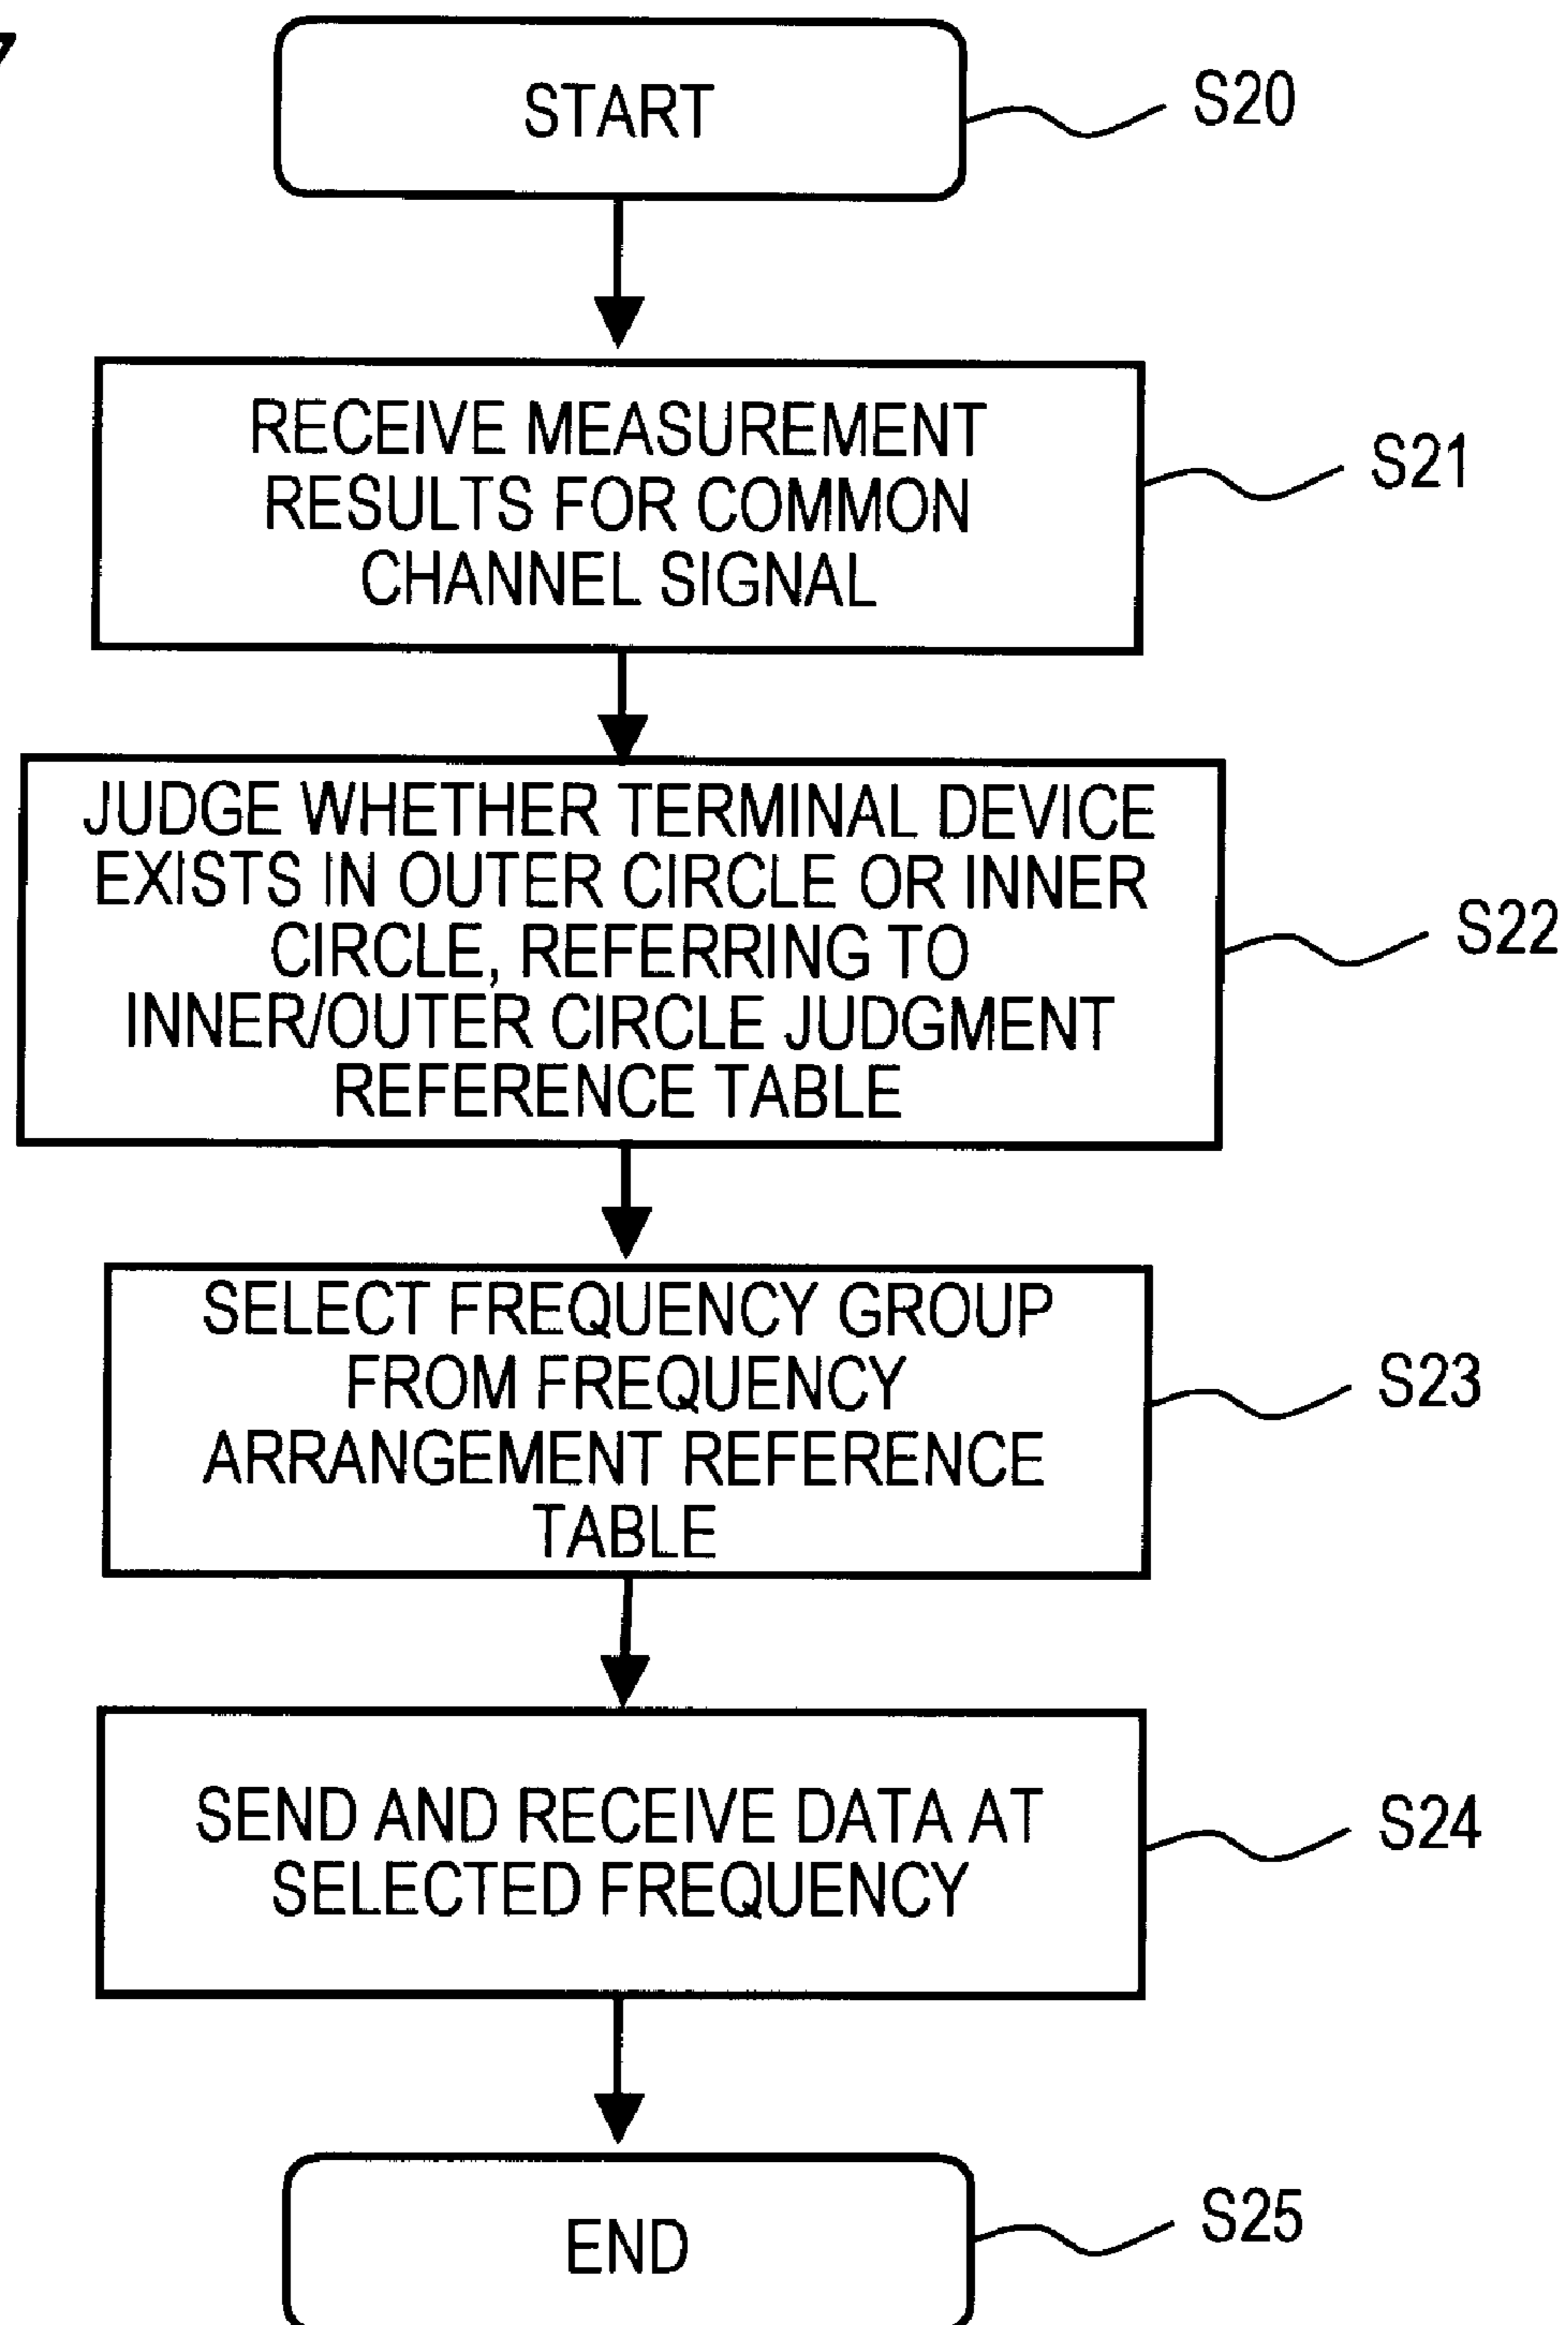 START
S20
RECEIVE MEASUREMENT
RESULTS FOR COMMON
CHANNEL SIGNAL
S21
JUDGE WHETHER TERMINAL DEVICE
EXISTS IN OUTER CIRCLE OR INNER
CIRCLE, REFERRING TO
INNER/OUTER CIRCLE JUDGMENT
REFERENCE TABLE
S22
SELECT FREQUENCY GROUP
FROM FREQUENCY
ARRANGEMENT REFERENCE
TABLE
S23
SEND AND RECEIVE DATA AT
SELECTED FREQUENCY
S24
END
S25